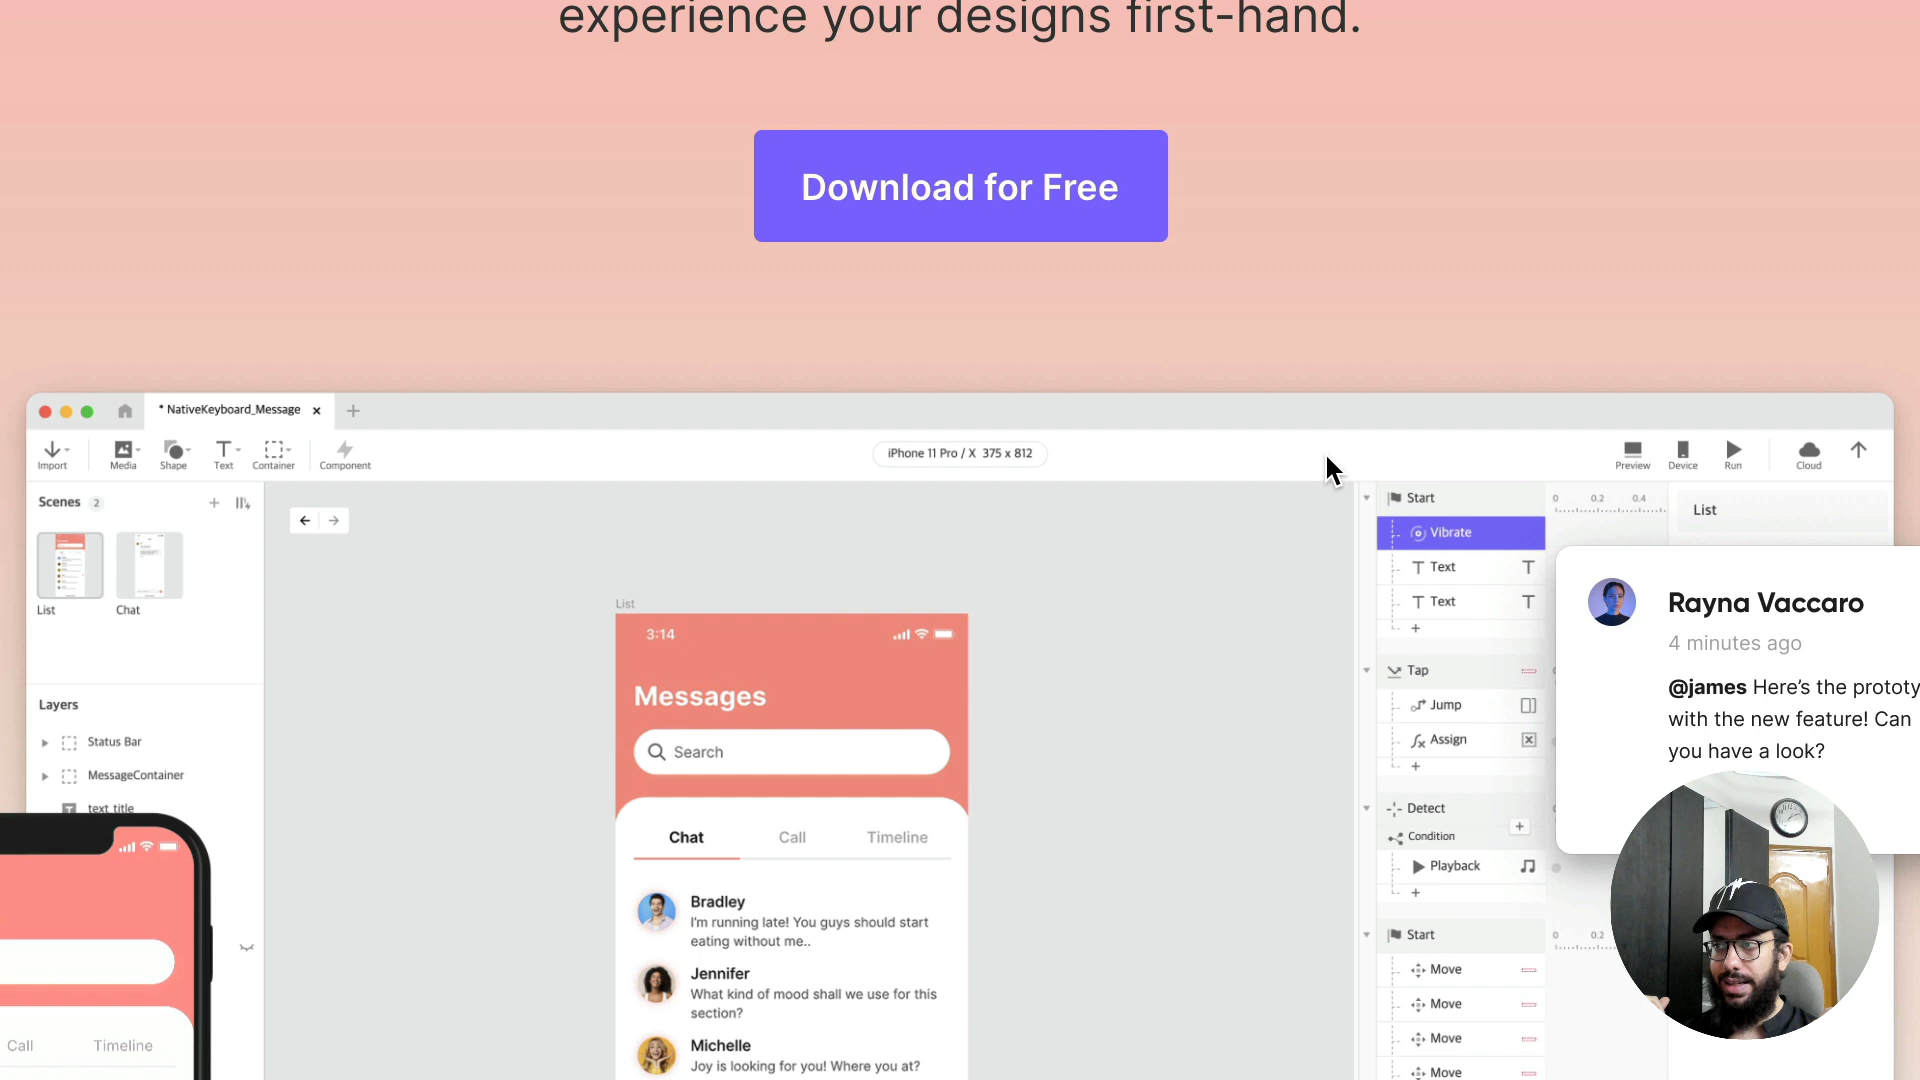 experience your designs first-hand.
Download for Free
* NativeKeyboard_Message
Import
Media
Shape
Text
Container
Component
iPhone 11 Pro / X 375 x 812
Preview
Device
Run
Cloud
Scenes 2
List
Chat
Layers
Status Bar
MessageContainer
text_title
Call
Timeline
List
3:14
Messages
Search
Chat
Call
Timeline
Bradley
I'm running late! You guys should start
eating without me..
Jennifer
What kind of mood shall we use for this
section?
Michelle
Joy is looking for you! Where you at?
Start
0 0.2 0.4
Vibrate
Text
Text
Tap
Jump
Assign
Detect
Condition
Playback
Start
0 0.2
Move
Move
Move
Move
List
Rayna Vaccaro
4 minutes ago
@james Here’s the prototy
with the new feature! Can
you have a look?